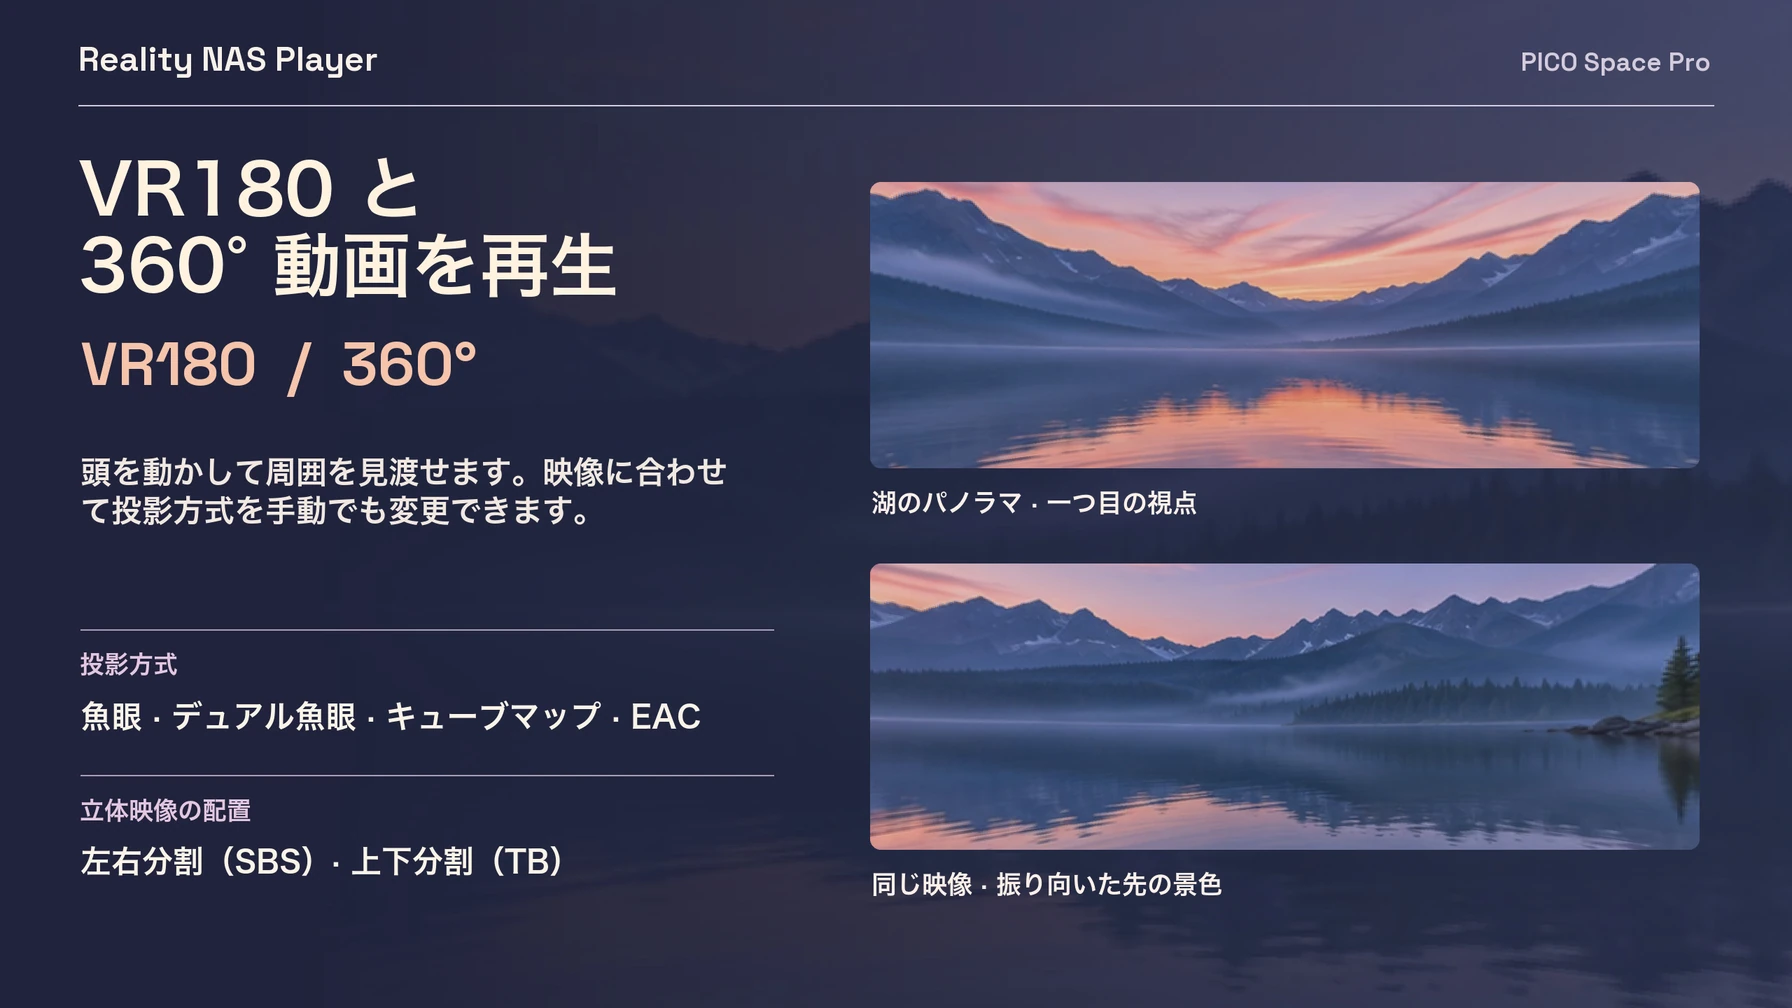 Reality NAS Player
PICO Space Pro
VR180 と
360° 動画を再生
VR180 / 360°
頭を動かして周囲を見渡せます。映像に合わせ
て投影方式を手動でも変更できます。
投影方式
魚眼 · デュアル魚眼 · キューブマップ · EAC
立体映像の配置
左右分割（SBS）· 上下分割（TB）
湖のパノラマ · 一つ目の視点
同じ映像 · 振り向いた先の景色